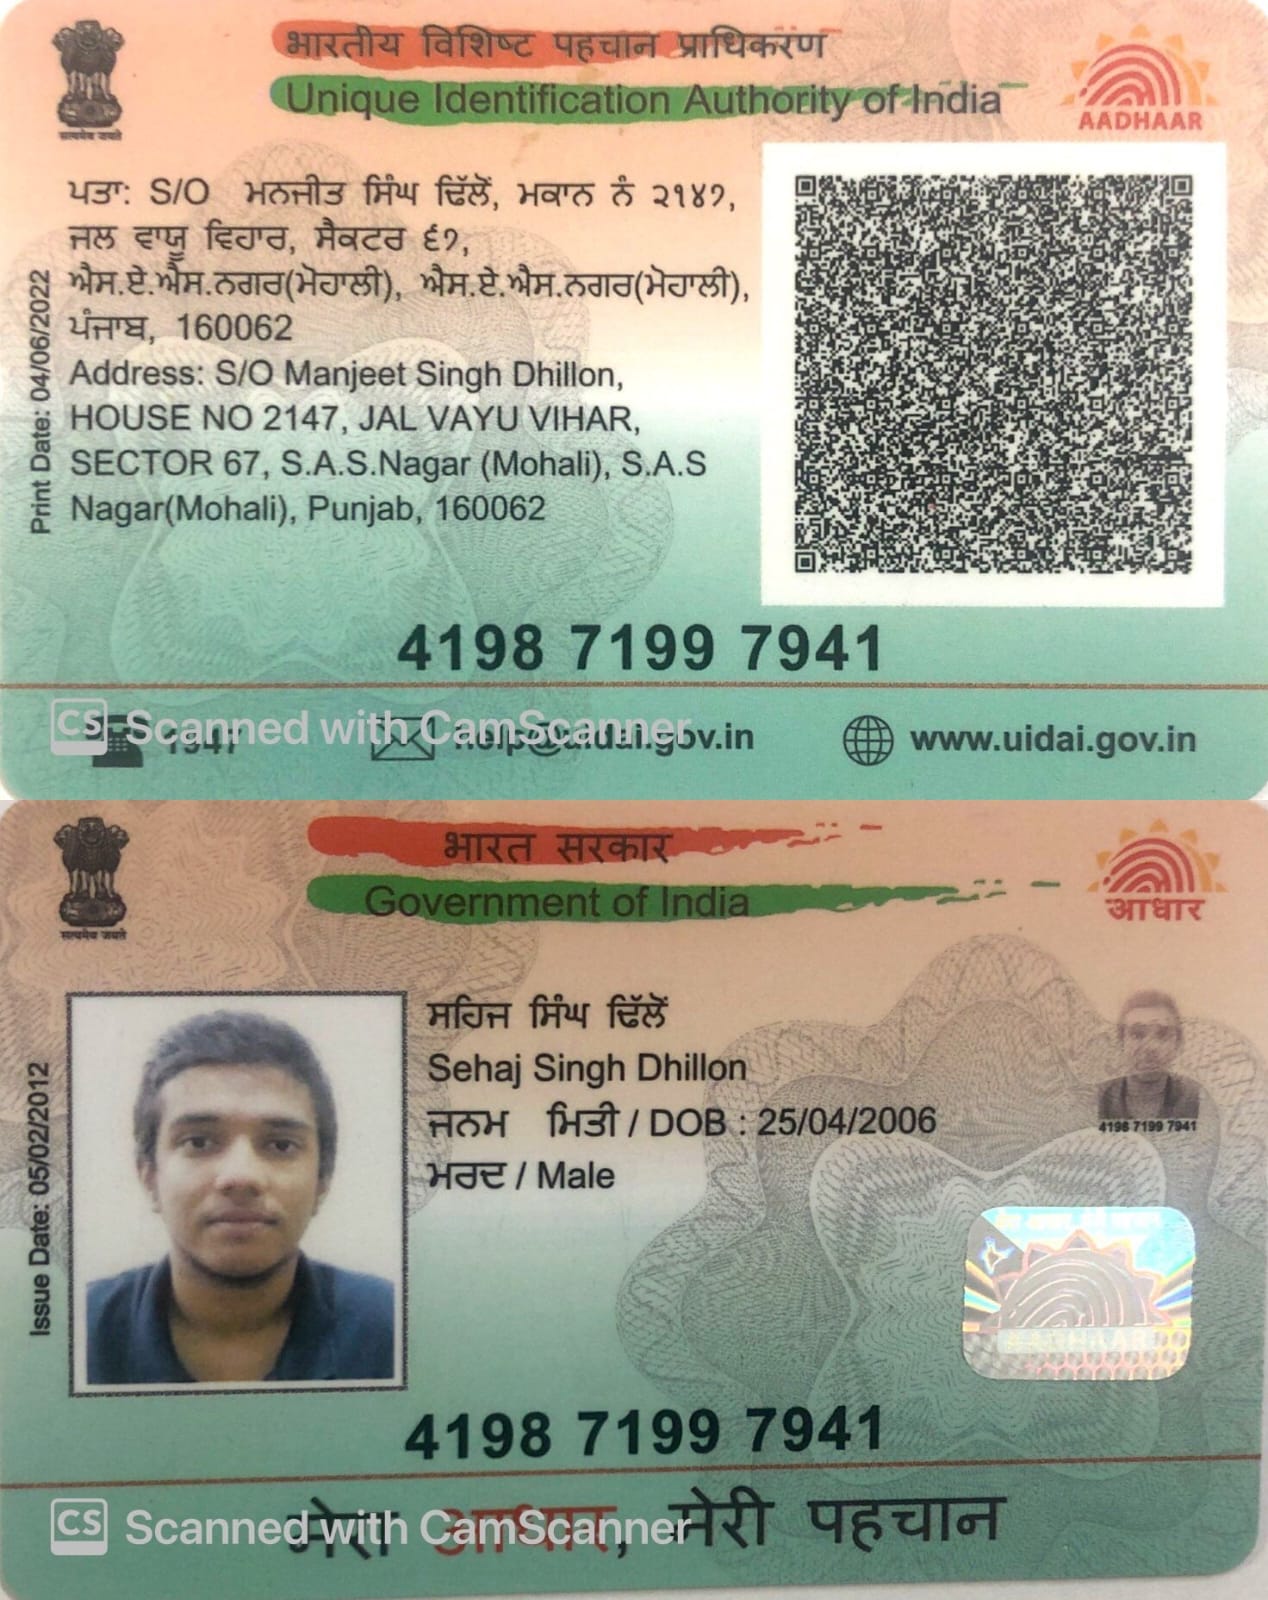 भारतीय विशिष्ट पहचान प्राधिकरण
Unique Identification Authority of India
AADHAAR
सत्यमेव जयते
ਪਤਾ: S/O ਮਨਜੀਤ ਸਿੰਘ ਢਿੱਲੋਂ, ਮਕਾਨ ਨੰ ੨੧੪੭,
ਜਲ ਵਾਯੂ ਵਿਹਾਰ, ਸੈਕਟਰ ੬੭,
ਐਸ.ਏ.ਐਸ.ਨਗਰ(ਮੋਹਾਲੀ), ਐਸ.ਏ.ਐਸ.ਨਗਰ(ਮੋਹਾਲੀ),
ਪੰਜਾਬ, 160062
Address: S/O Manjeet Singh Dhillon,
HOUSE NO 2147, JAL VAYU VIHAR,
SECTOR 67, S.A.S.Nagar (Mohali), S.A.S
Nagar(Mohali), Punjab, 160062
Print Date: 04/06/2022
4198 7199 7941
1947 help@uidai.gov.in www.uidai.gov.in
CS Scanned with CamScanner
भारत सरकार
Government of India
आधार
सत्यमेव जयते
ਸਹਿਜ ਸਿੰਘ ਢਿੱਲੋਂ
Sehaj Singh Dhillon
ਜਨਮ ਮਿਤੀ / DOB : 25/04/2006
ਮਰਦ / Male
4198 7199 7941
Issue Date: 05/02/2012
4198 7199 7941
मेरा आधार, मेरी पहचान
CS Scanned with CamScanner